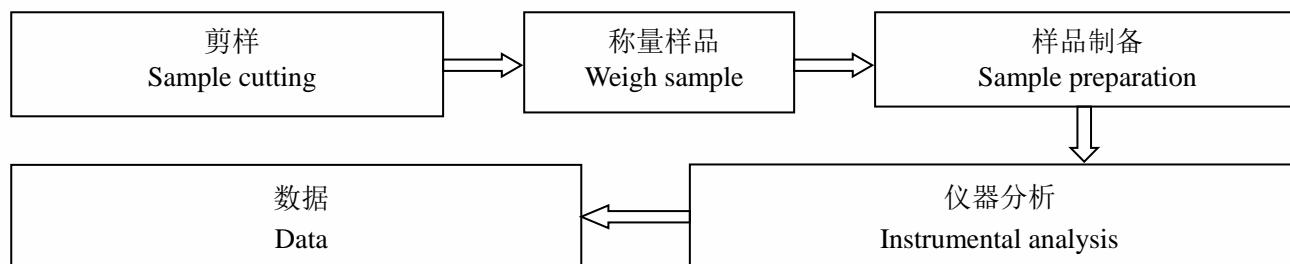 剪样
Sample cutting
称量样品
Weigh sample
样品制备
Sample preparation
仪器分析
Instrumental analysis
数据
Data